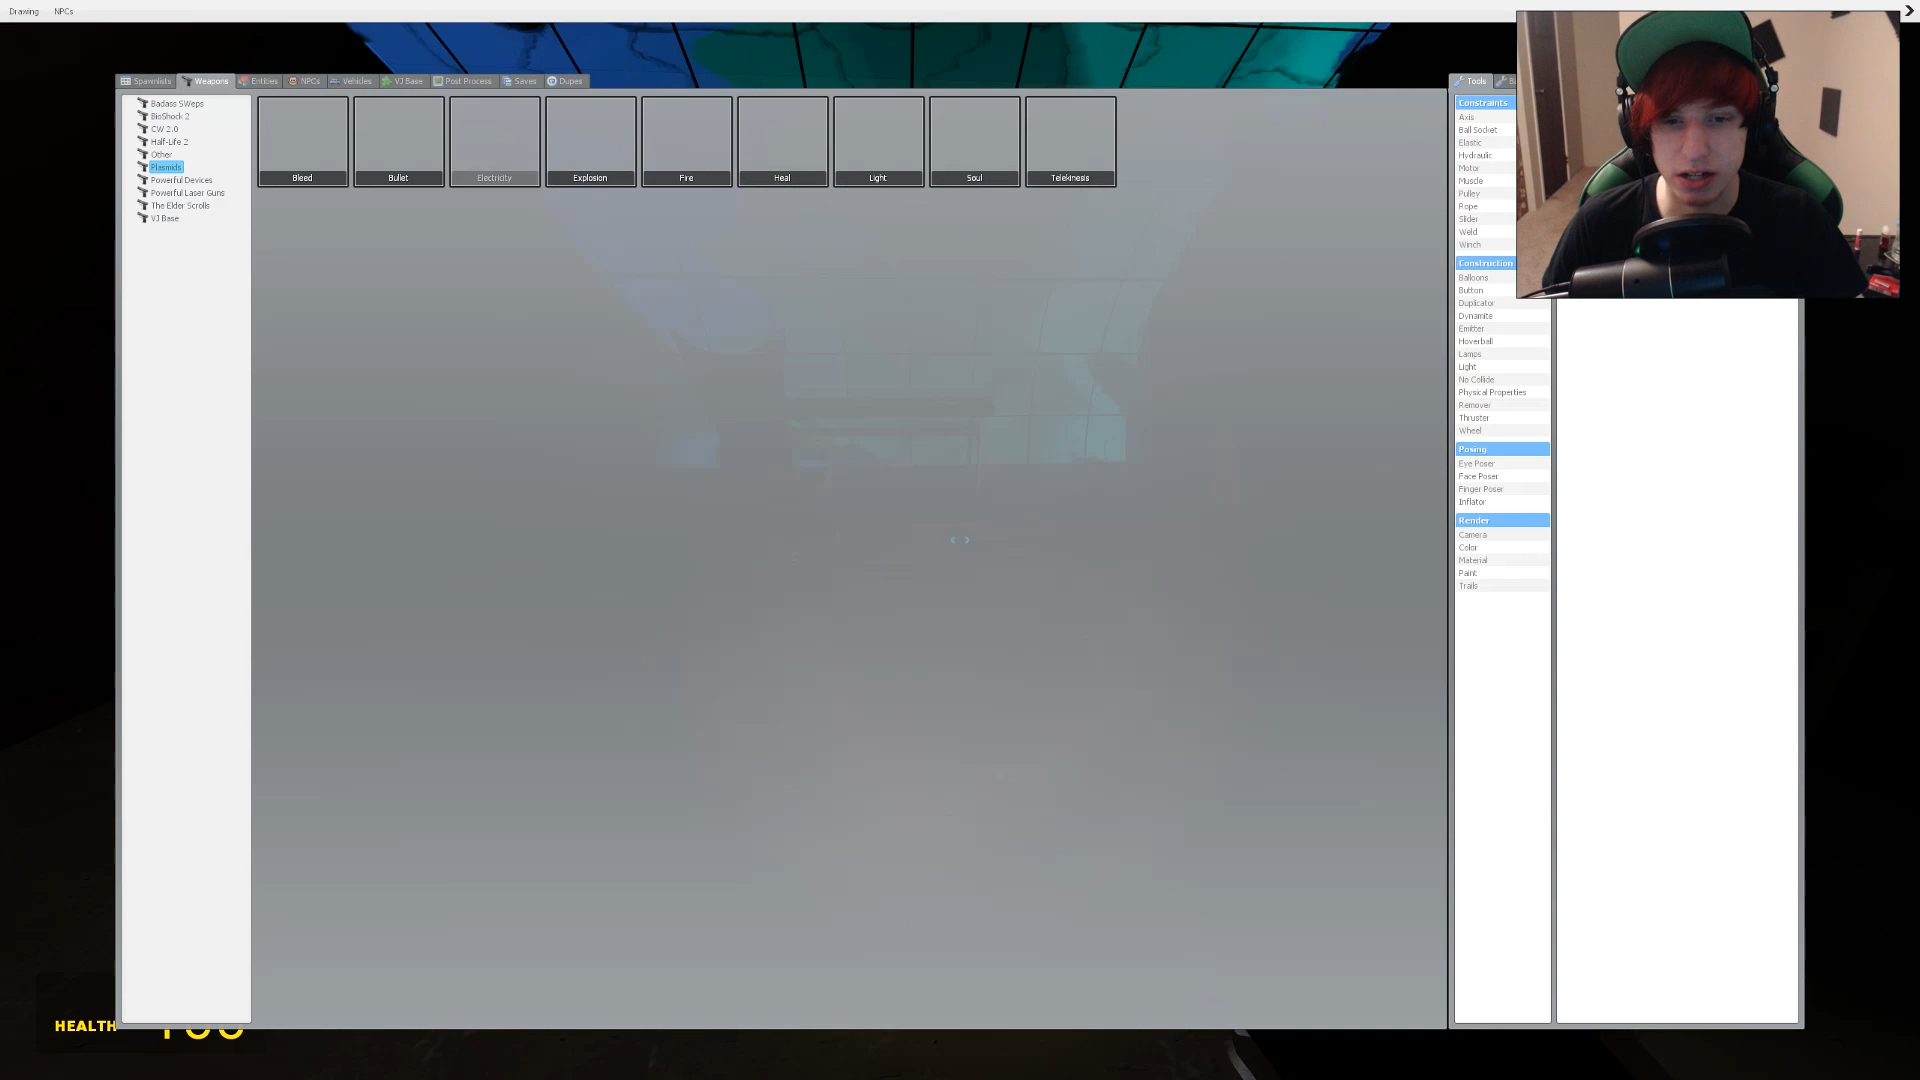 Drawing NPCs
Spawnlists Weapons Entities NPCs Vehicles VJ Base Post Process Saves Dupes
Badass SWeps
BioShock 2
CW 2.0
Half-Life 2
Other
Plasmids
Powerful Devices
Powerful Laser Guns
The Elder Scrolls
VJ Base
Bleed Bullet Electricity Explosion Fire Heal Light Soul Telekinesis
Tools
Constraints
Axis
Ball Socket
Elastic
Hydraulic
Motor
Muscle
Pulley
Rope
Slider
Weld
Winch
Construction
Balloons
Button
Duplicator
Dynamite
Emitter
Hoverball
Lamps
Light
No Collide
Physical Properties
Remover
Thruster
Wheel
Posing
Eye Poser
Face Poser
Finger Poser
Inflator
Render
Camera
Color
Material
Paint
Trails
HEALTH